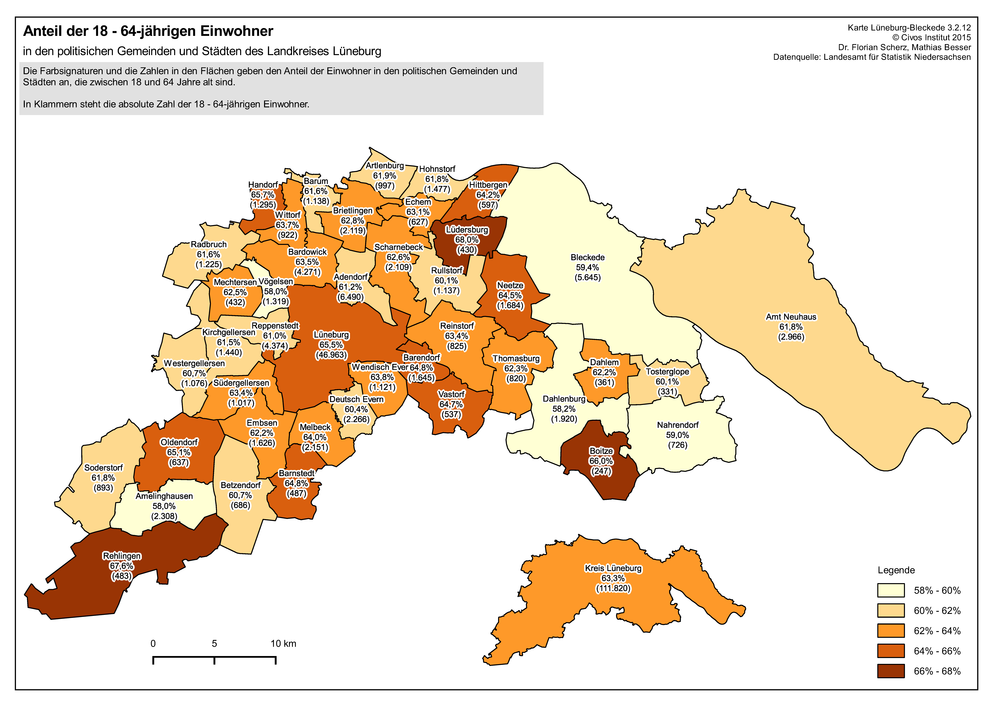 Anteil der 18 - 64-jährigen Einwohner
in den politisichen Gemeinden und Städten des Landkreises Lüneburg
Die Farbsignaturen und die Zahlen in den Flächen geben den Anteil der Einwohner in den politischen Gemeinden und
Städten an, die zwischen 18 und 64 Jahre alt sind.
In Klammern steht die absolute Zahl der 18 - 64-jährigen Einwohner.
Karte Lüneburg-Bleckede 3.2.12
© Civos Institut 2015
Dr. Florian Scherz, Mathias Besser
Datenquelle: Landesamt für Statistik Niedersachsen
Artlenburg
61,9%
(997)
Hohnstorf
61,8%
(1.477)
Hittbergen
64,2%
(597)
Handorf
65,7%
(1.295)
Barum
61,6%
(1.138)
Wittorf
63,7%
(922)
Brietlingen
62,8%
(2.119)
Echem
63,1%
(627)
Lüdersburg
68,0%
(430)
Radbruch
61,6%
(1.225)
Bardowick
63,5%
(4.271)
Scharnebeck
62,6%
(2.109)
Bleckede
59,4%
(5.645)
Mechtersen
62,5%
(432)
Vögelsen
58,0%
(1.319)
Adendorf
61,2%
(6.490)
Rullstorf
60,1%
(1.137)
Neetze
64,5%
(1.684)
Amt Neuhaus
61,8%
(2.966)
Kirchgellersen
61,5%
(1.440)
Reppenstedt
61,0%
(4.374)
Lüneburg
65,5%
(46.963)
Reinstorf
63,4%
(825)
Westergellersen
60,7%
(1.076)
Wendisch Ever
63,8%
(1.121)
Barendorf
64,8%
(1.645)
Thomasburg
62,3%
(820)
Dahlem
62,2%
(361)
Tosterglope
60,1%
(331)
Südergellersen
63,4%
(1.017)
Deutsch Evern
60,4%
(2.266)
Vastorf
64,7%
(537)
Dahlenburg
58,2%
(1.920)
Embsen
62,2%
(1.626)
Melbeck
64,0%
(2.151)
Nahrendorf
59,0%
(726)
Oldendorf
65,1%
(637)
Boitze
66,0%
(247)
Soderstorf
61,8%
(893)
Barnstedt
64,8%
(487)
Betzendorf
60,7%
(686)
Amelinghausen
58,0%
(2.308)
Rehlingen
67,6%
(483)
Kreis Lüneburg
63,3%
(111.820)
Legende
58% - 60%
60% - 62%
62% - 64%
64% - 66%
66% - 68%
0 5 10 km